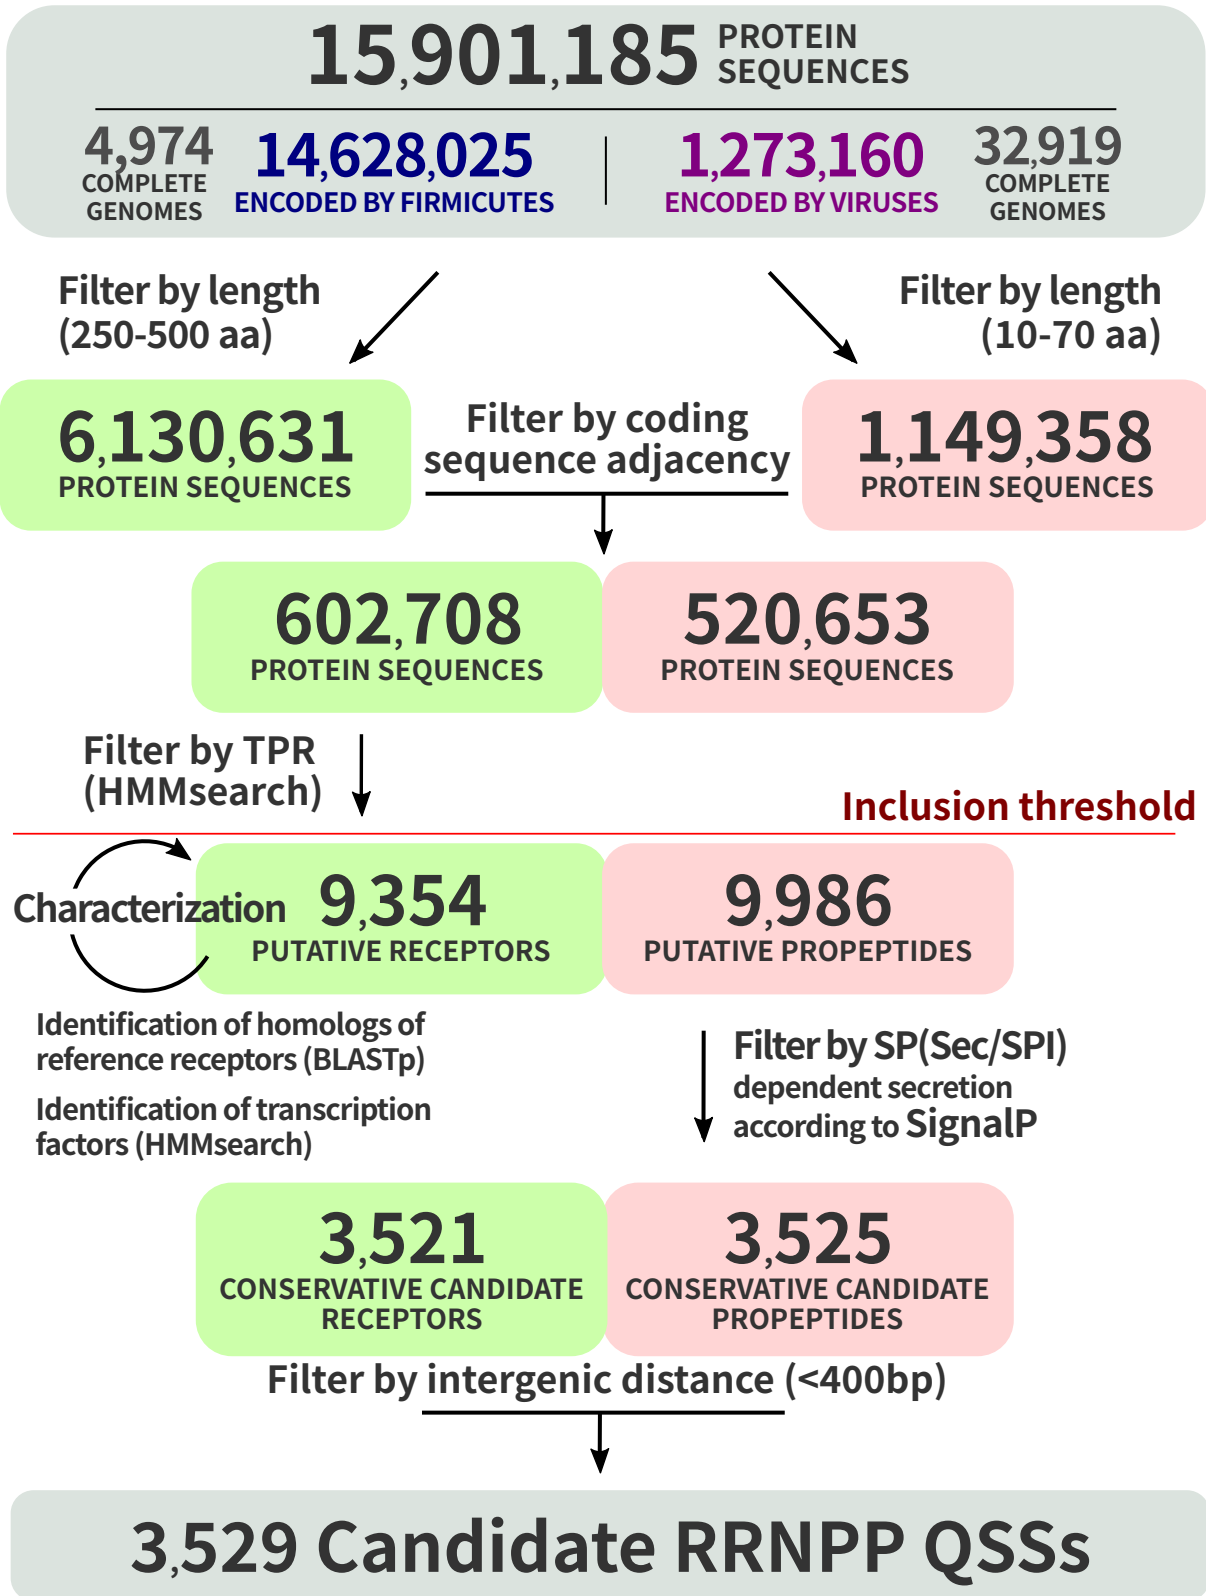 15,901,185 PROTEIN
SEQUENCES
4,974
COMPLETE
GENOMES
14,628,025
ENCODED BY FIRMICUTES
1,273,160
ENCODED BY VIRUSES
32,919
COMPLETE
GENOMES
Filter by length
(250-500 aa)
Filter by length
(10-70 aa)
6,130,631
PROTEIN SEQUENCES
Filter by coding
sequence adjacency
1,149,358
PROTEIN SEQUENCES
602,708
PROTEIN SEQUENCES
520,653
PROTEIN SEQUENCES
Filter by TPR
(HMMsearch)
Inclusion threshold
Characterization
9,354
PUTATIVE RECEPTORS
9,986
PUTATIVE PROPEPTIDES
Identification of homologs of
reference receptors (BLASTp)
Identification of transcription
factors (HMMsearch)
Filter by SP(Sec/SPI)
dependent secretion
according to SignalP
3,521
CONSERVATIVE CANDIDATE
RECEPTORS
3,525
CONSERVATIVE CANDIDATE
PROPEPTIDES
Filter by intergenic distance (<400bp)
3,529 Candidate RRNPP QSSs